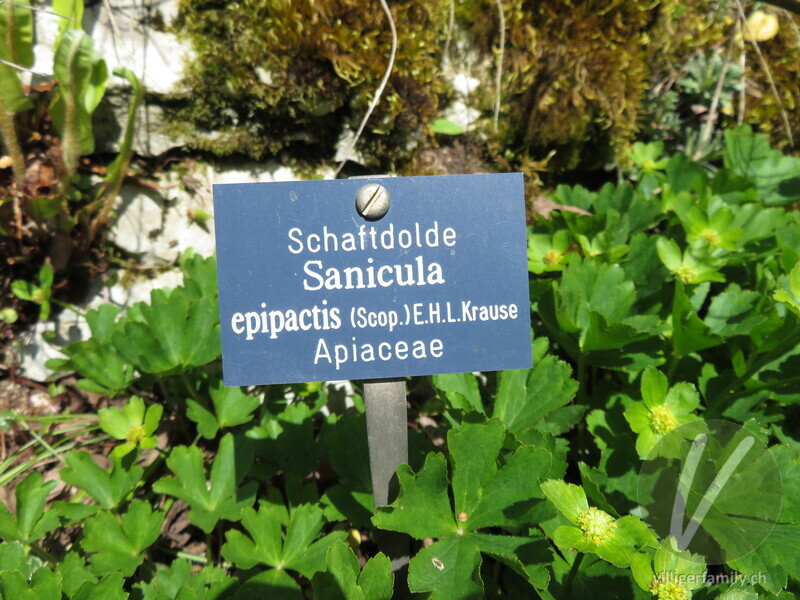 Schaftdolde
Sanicula
epipactis (Scop.) E.H.L.Krause
Apiaceae
V
villigerfamily.ch